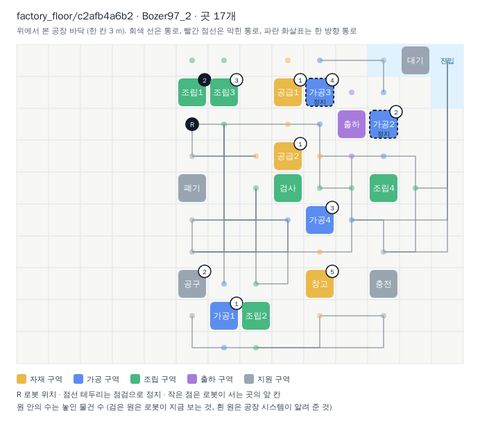 factory_floor/c2afb4a6b2 · Bozer97_2 · 곳 17개
위에서 본 공장 바닥 (한 칸 3 m). 회색 선은 통로, 빨간 점선은 막힌 통로, 파란 화살표는 한 방향 통로
대기 진입
조립1 2 조립3 3 공급1 1 가공3 4 정지
R 출하 가공2 2 정지
공급2 1
폐기 검사 조립4
가공4 3
공구 2 창고 5 충전
가공1 1 조립2
자재 구역 가공 구역 조립 구역 출하 구역 지원 구역
R 로봇 위치 · 점선 테두리는 점검으로 정지 · 작은 점은 로봇이 서는 곳의 앞 칸
원 안의 수는 놓인 물건 수 (검은 원은 로봇이 지금 보는 것, 흰 원은 공장 시스템이 알려 준 것)